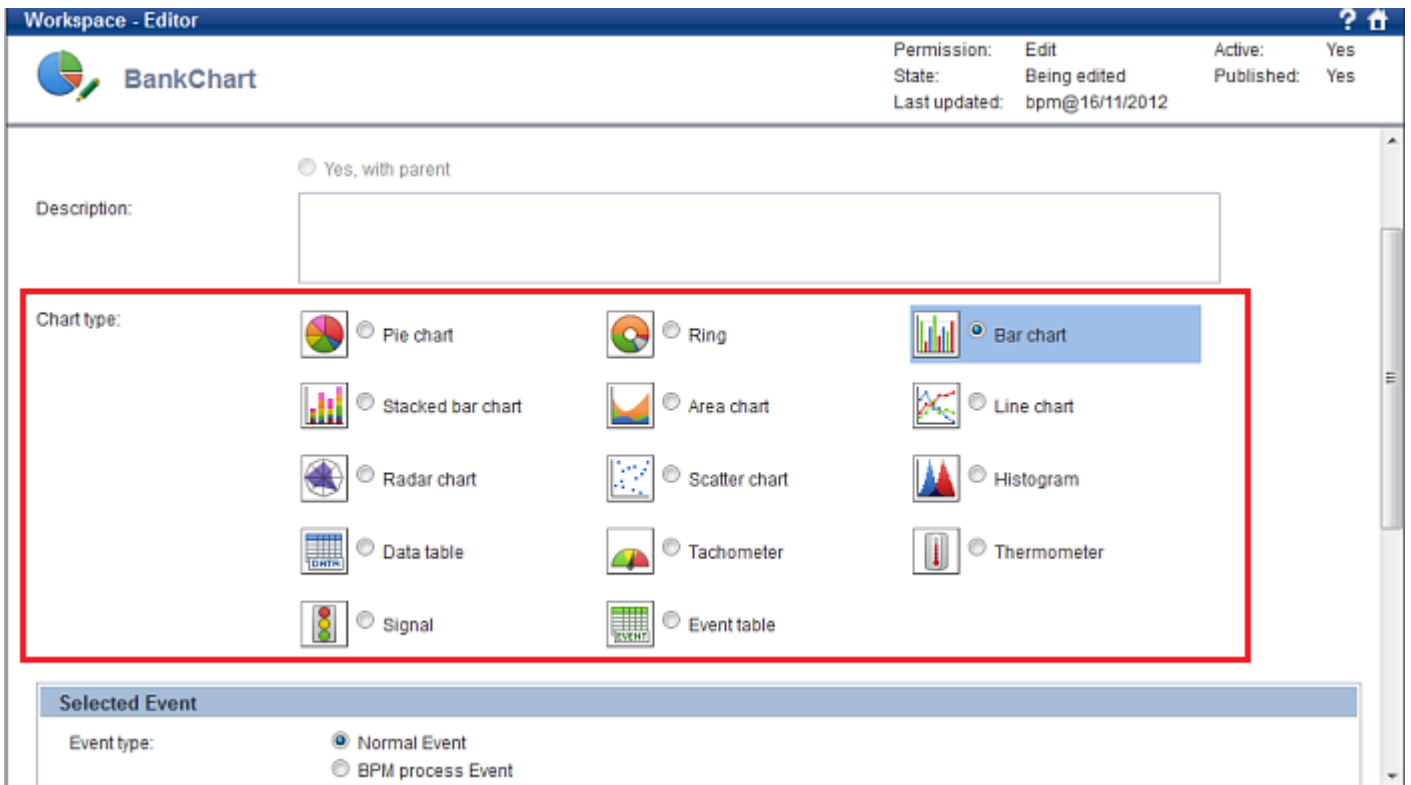 Workspace - Editor ?
BankChart
Permission: Edit Active: Yes
State: Being edited Published: Yes
Last updated: bpm@16/11/2012
Yes, with parent
Description:
Chart type:
Pie chart Ring Bar chart
Stacked bar chart Area chart Line chart
Radar chart Scatter chart Histogram
DATA Data table Tachometer Thermometer
Signal EVENT Event table
Selected Event
Event type: Normal Event
BPM process Event